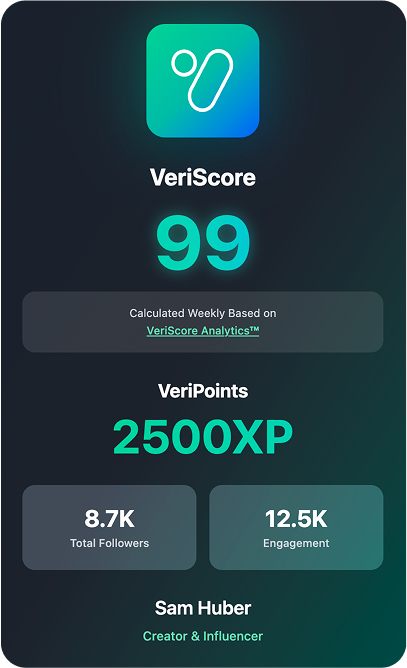 VeriScore
99
Calculated Weekly Based on
VeriScore Analytics™
VeriPoints
2500XP
8.7K
Total Followers
12.5K
Engagement
Sam Huber
Creator & Influencer